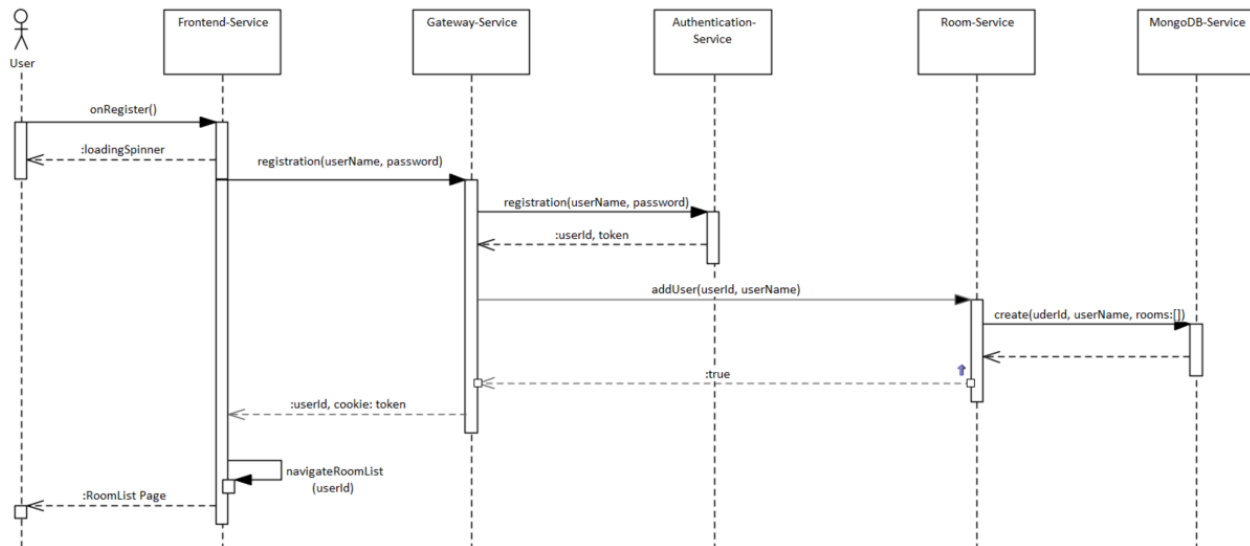 Frontend-Service
Gateway-Service
Authentication-
Service
Room-Service
MongoDB-Service
User
onRegister()
:loadingSpinner
registration(userName, password)
registration(userName, password)
:userId, token
addUser(userId, userName)
create(uderId, userName, rooms:[])
:true
:userId, cookie: token
navigateRoomList
(userId)
:RoomList Page